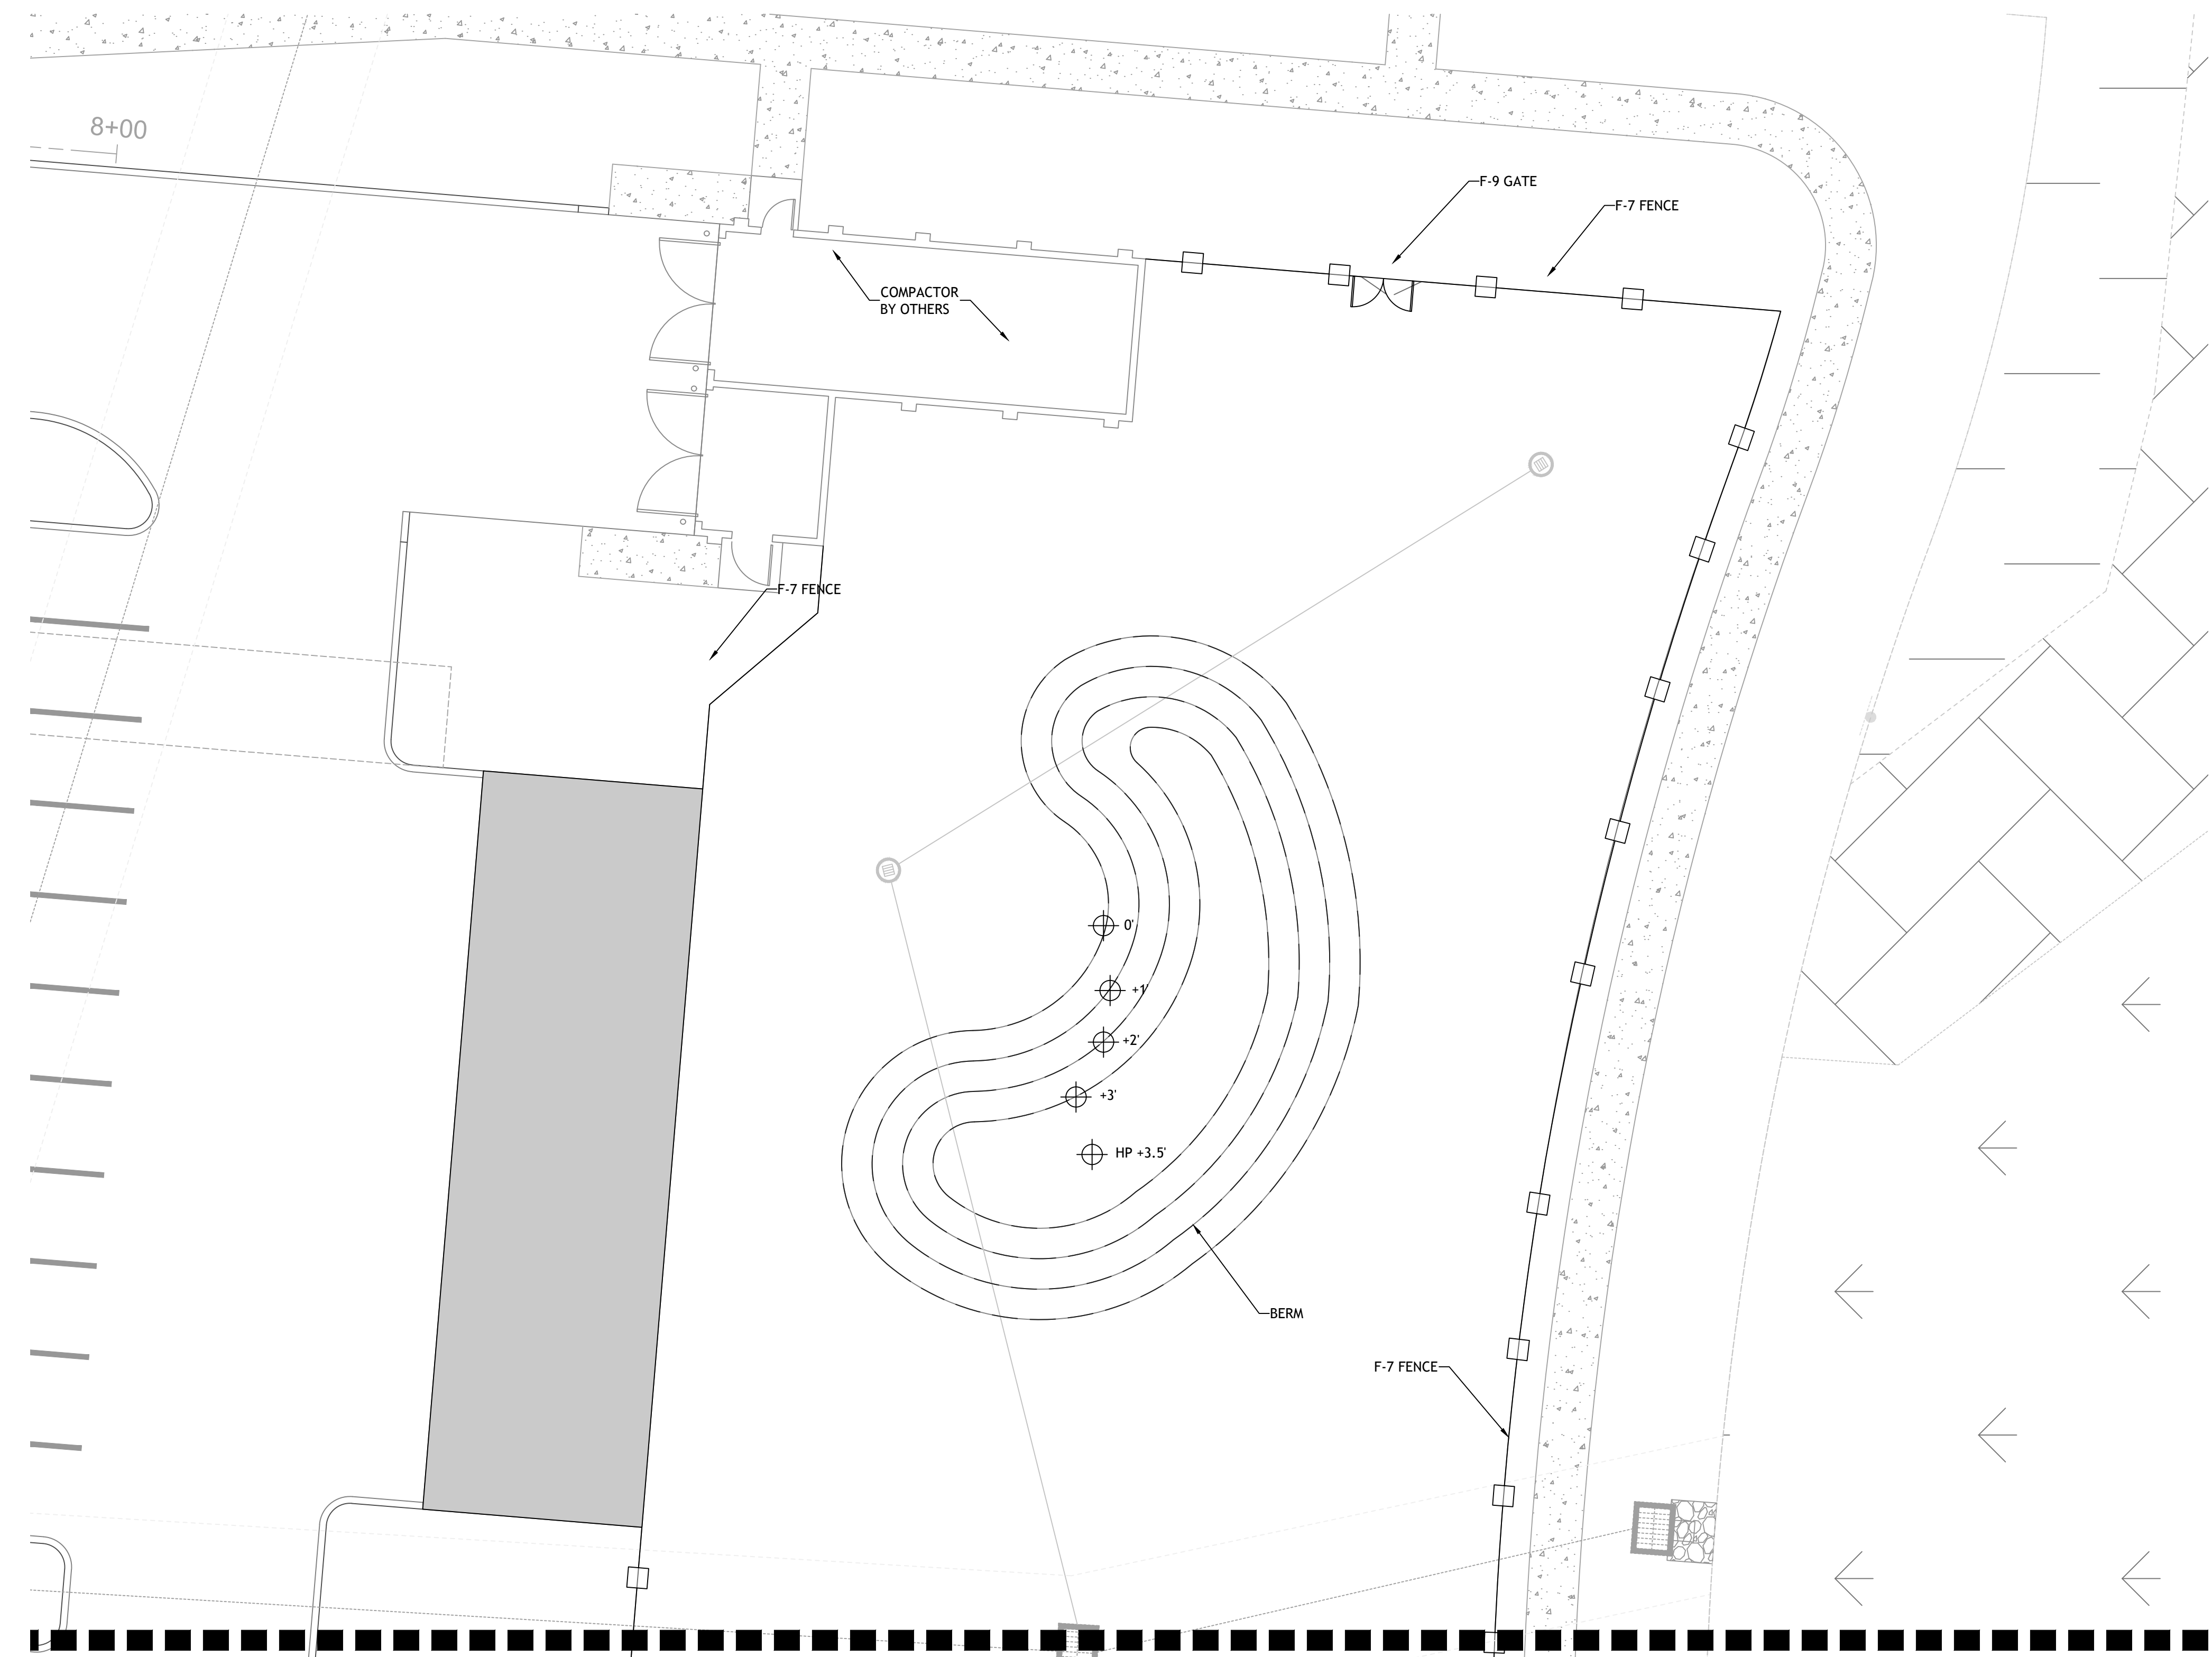 8+00
F-9 GATE
F-7 FENCE
COMPACTOR
BY OTHERS
F-7 FENCE
0'
+1'
+2'
+3'
HP +3.5'
BERM
F-7 FENCE